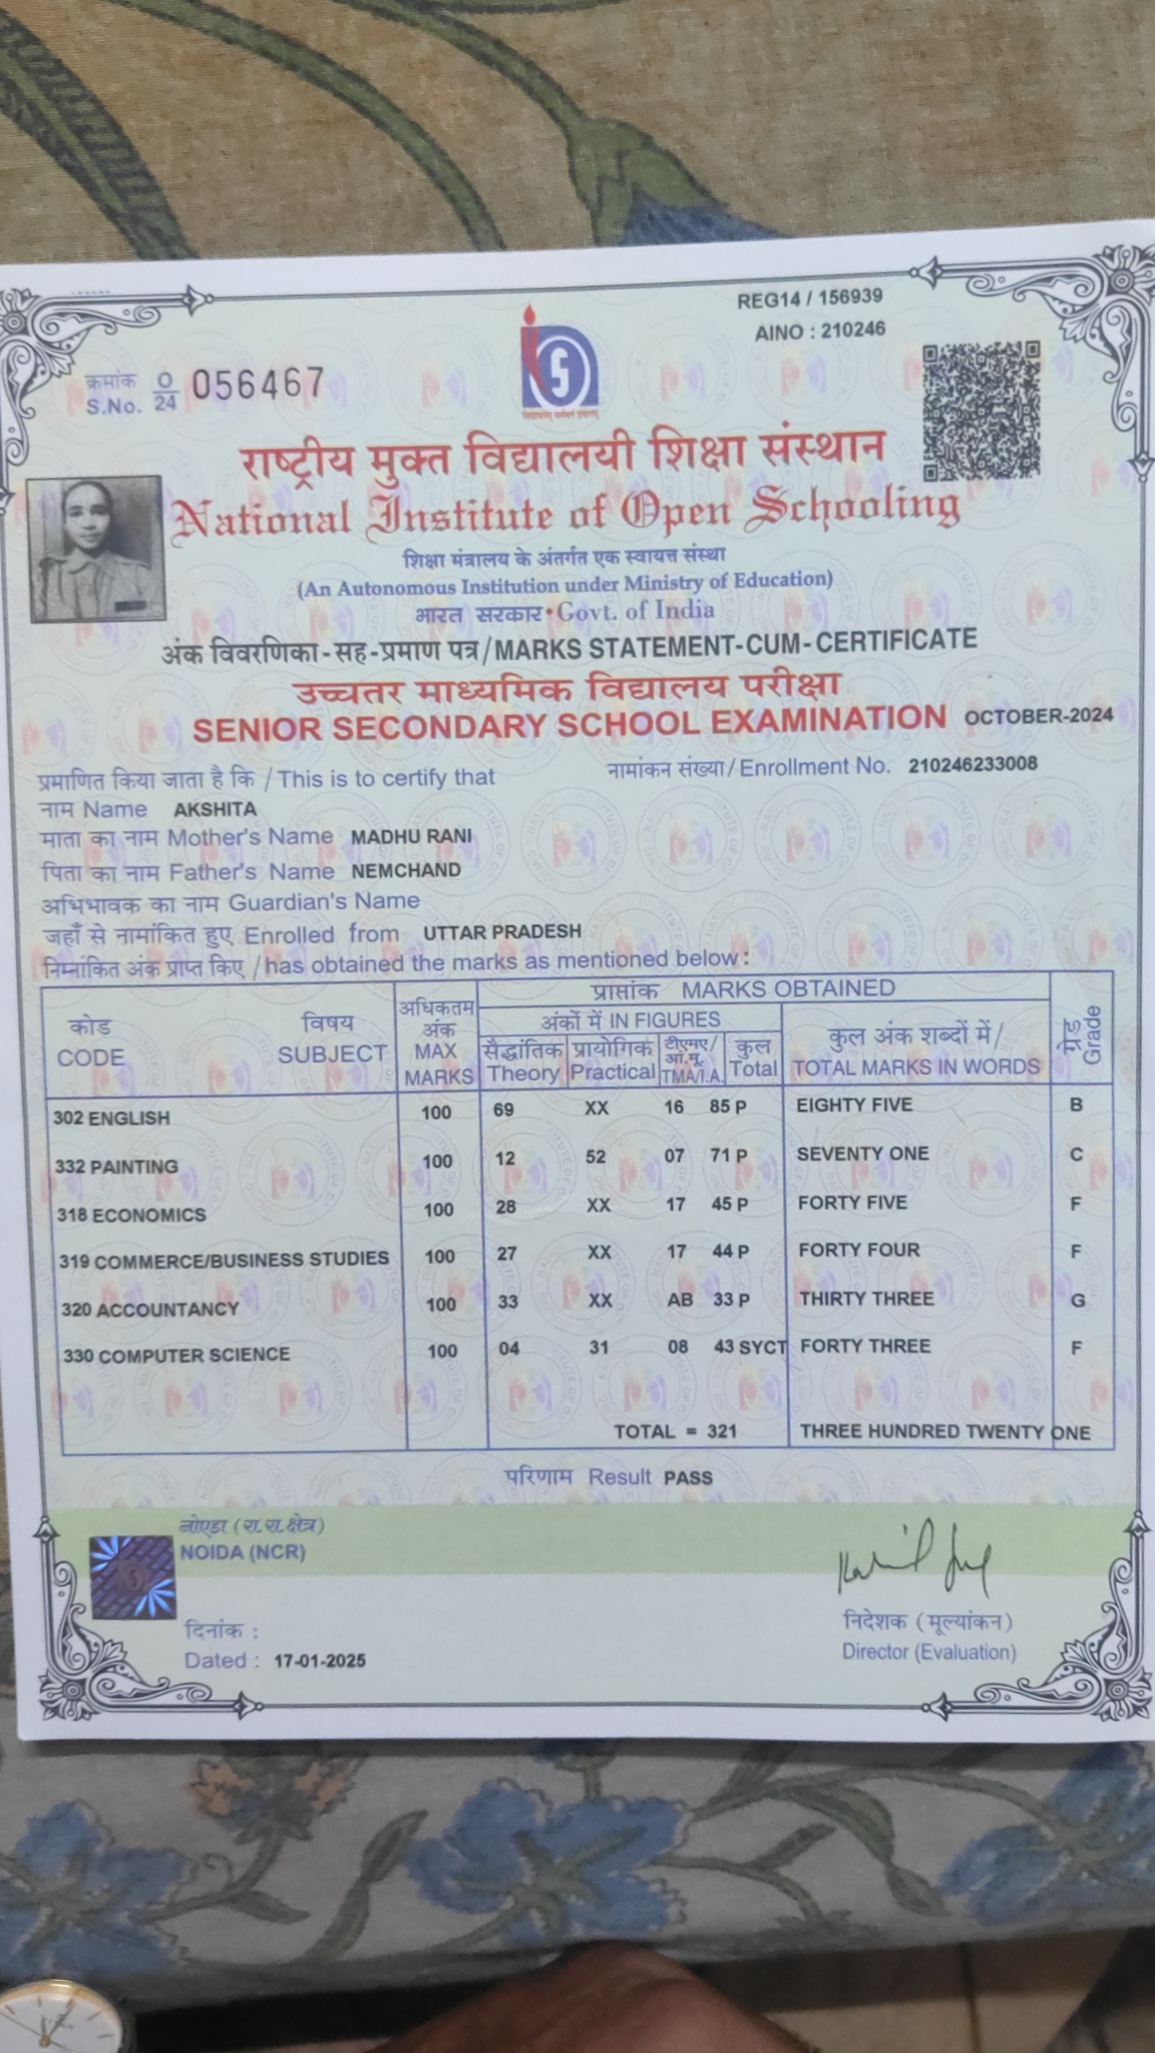 REG14 / 156939
AINO : 210246
क्रमांक
S.No. O/24 056467
राष्ट्रीय मुक्त विद्यालयी शिक्षा संस्थान
National Institute of Open Schooling
शिक्षा मंत्रालय के अंतर्गत एक स्वायत्त संस्था
(An Autonomous Institution under Ministry of Education)
भारत सरकार•Govt. of India
अंक विवरणिका-सह-प्रमाण पत्र/MARKS STATEMENT-CUM-CERTIFICATE
उच्चतर माध्यमिक विद्यालय परीक्षा
SENIOR SECONDARY SCHOOL EXAMINATION OCTOBER-2024
प्रमाणित किया जाता है कि / This is to certify that नामांकन संख्या/ Enrollment No. 210246233008
नाम Name AKSHITA
माता का नाम Mother's Name MADHU RANI
पिता का नाम Father's Name NEMCHAND
अभिभावक का नाम Guardian's Name
जहाँ से नामांकित हुए Enrolled from UTTAR PRADESH
निम्नांकित अंक प्राप्त किए / has obtained the marks as mentioned below :
कोड CODE
विषय SUBJECT
अधिकतम अंक MAX MARKS
प्राप्तांक MARKS OBTAINED
अंकों में IN FIGURES
सैद्धांतिक Theory
प्रायोगिक Practical
टीएमए/आं.मू. TMA/I.A.
कुल Total
कुल अंक शब्दों में/ TOTAL MARKS IN WORDS
ग्रेड Grade
302 ENGLISH 100 69 XX 16 85 P EIGHTY FIVE B
332 PAINTING 100 12 52 07 71 P SEVENTY ONE C
318 ECONOMICS 100 28 XX 17 45 P FORTY FIVE F
319 COMMERCE/BUSINESS STUDIES 100 27 XX 17 44 P FORTY FOUR F
320 ACCOUNTANCY 100 33 XX AB 33 P THIRTY THREE G
330 COMPUTER SCIENCE 100 04 31 08 43 SYCT FORTY THREE F
TOTAL = 321 THREE HUNDRED TWENTY ONE
परिणाम Result PASS
नोएडा (रा.रा.क्षेत्र)
NOIDA (NCR)
दिनांक :
Dated : 17-01-2025
निदेशक (मूल्यांकन)
Director (Evaluation)